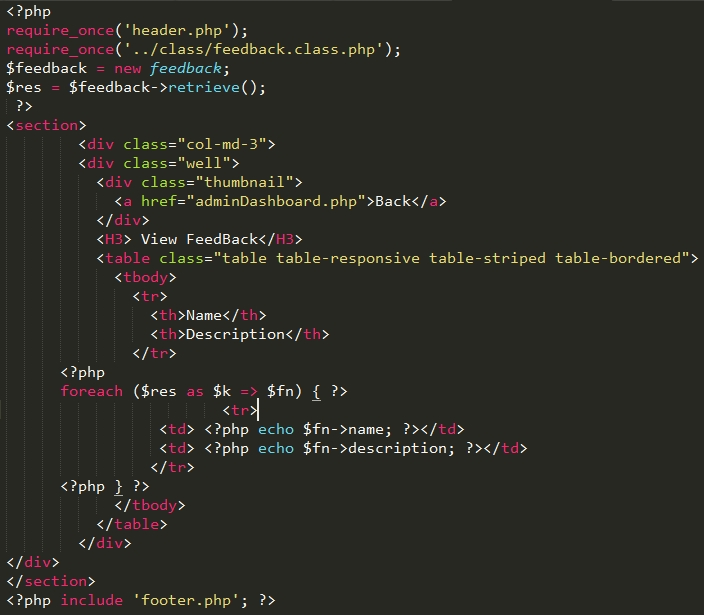 <?php
require_once('header.php');
require_once('../class/feedback.class.php');
$feedback = new feedback;
$res = $feedback->retrieve();
 ?>
<section>
        <div class="col-md-3">
        <div class="well">
          <div class="thumbnail">
            <a href="adminDashboard.php">Back</a>
          </div>
          <H3> View FeedBack</H3>
          <table class="table table-responsive table-striped table-bordered">
            <tbody>
              <tr>
                <th>Name</th>
                <th>Description</th>
              </tr>
      <?php
      foreach ($res as $k => $fn) { ?>
                        <tr>
                 <td> <?php echo $fn->name; ?></td>
                 <td> <?php echo $fn->description; ?></td>
                </tr>
      <?php } ?>
            </tbody>
          </table>
        </div>
</div>
</section>
<?php include 'footer.php'; ?>